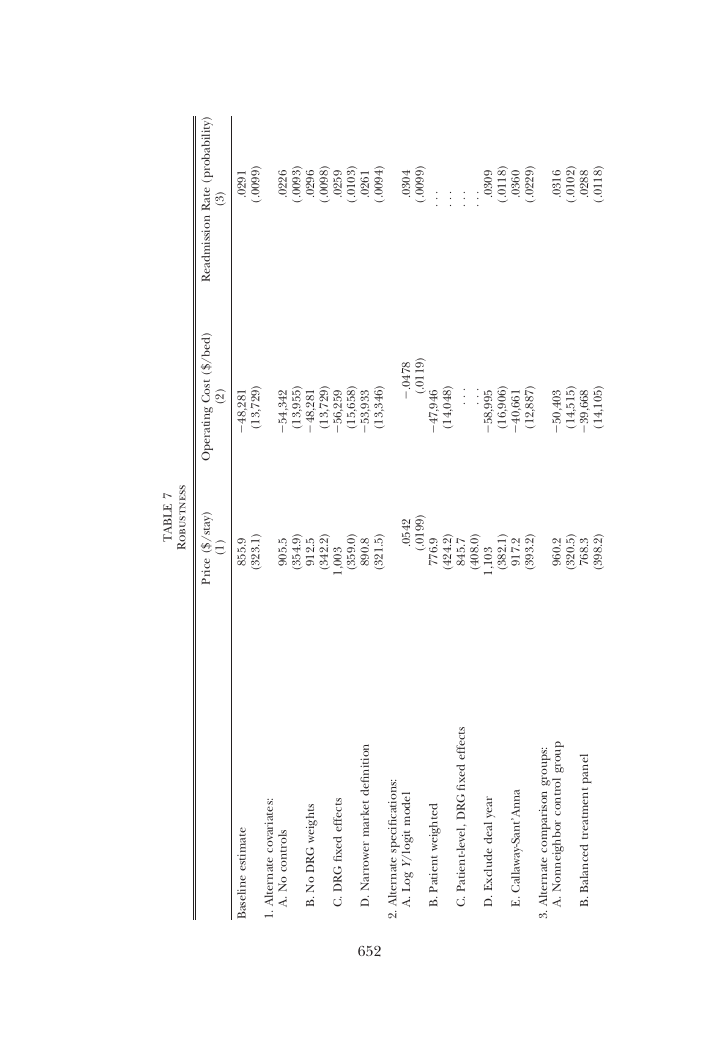 TABLE 7
ROBUSTNESS
Price ($/stay) Operating Cost ($/bed) Readmission Rate (probability)
(1) (2) (3)
Baseline estimate 855.9 −48,281 .0291
(323.1) (13,729) (.0099)
1. Alternate covariates:
A. No controls 905.5 −54,342 .0226
(354.9) (13,955) (.0093)
B. No DRG weights 912.5 −48,281 .0296
(342.2) (13,729) (.0098)
C. DRG fixed effects 1,003 −56,259 .0259
(359.0) (15,658) (.0103)
D. Narrower market definition 890.8 −53,933 .0261
(321.5) (13,346) (.0094)
2. Alternate specifications:
A. Log Y/logit model .0542 −.0478 .0304
(.0199) (.0119) (.0099)
B. Patient weighted 776.9 −47,946 . . .
(424.2) (14,048) . . .
C. Patient-level, DRG fixed effects 845.7 . . . . . .
(408.0) . . . . . .
D. Exclude deal year 1,103 −58,995 .0309
(382.1) (16,906) (.0118)
E. Callaway-Sant'Anna 917.2 −40,661 .0360
(393.2) (12,887) (.0229)
3. Alternate comparison groups:
A. Nonneighbor control group 960.2 −50,403 .0316
(320.5) (14,515) (.0102)
B. Balanced treatment panel 768.3 −39,668 .0288
(398.2) (14,105) (.0118)
652